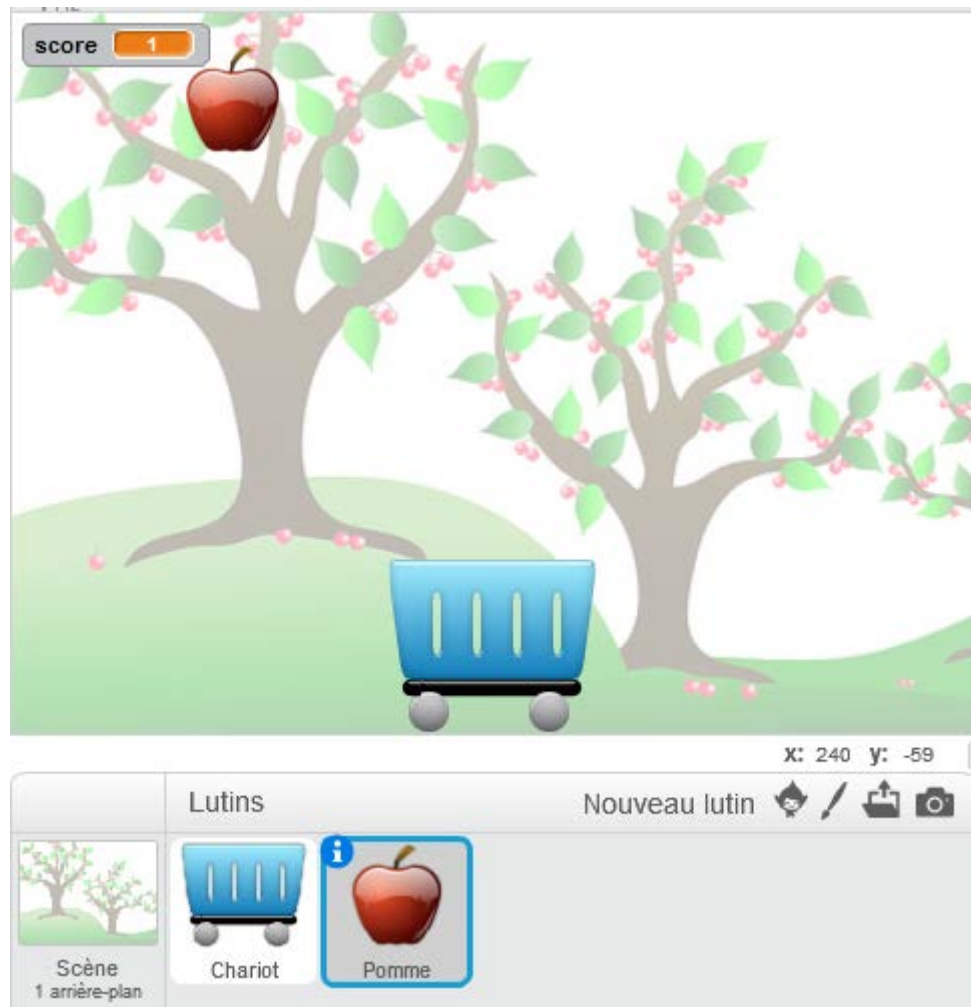 score 1
x: 240 y: -59
Lutins
Nouveau lutin
Scène
1 arrière-plan
Chariot
Pomme